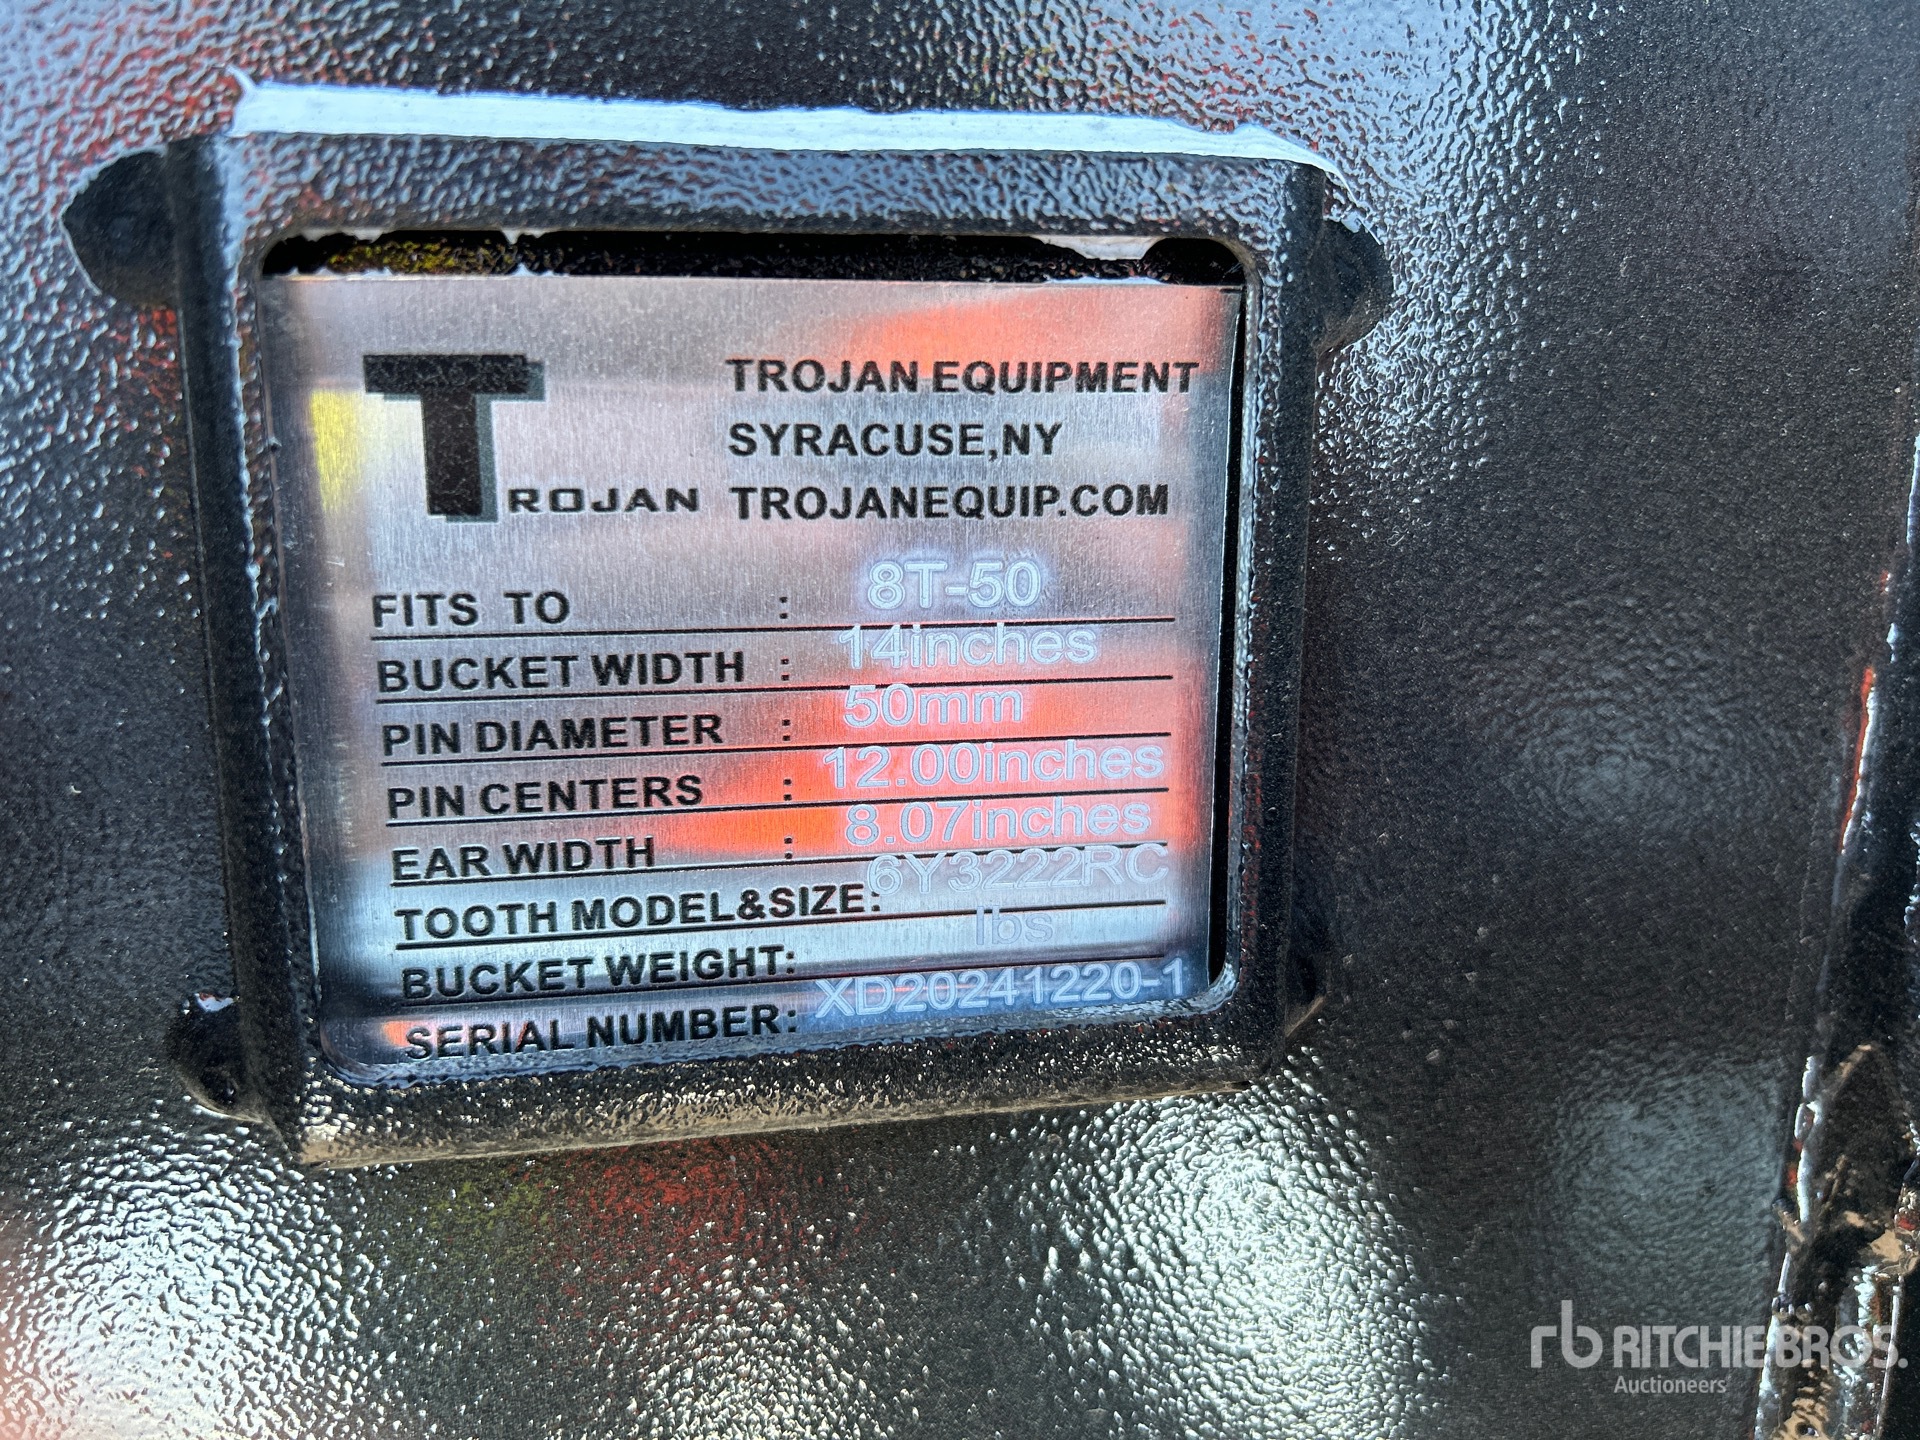 TROJAN
TROJAN EQUIPMENT
SYRACUSE,NY
TROJANEQUIP.COM
FITS TO : 8T-50
BUCKET WIDTH : 14inches
PIN DIAMETER : 50mm
PIN CENTERS : 12.00inches
EAR WIDTH : 8.07inches
TOOTH MODEL&SIZE: 6Y3222RC
BUCKET WEIGHT: lbs
SERIAL NUMBER: XD20241220-1
rb RITCHIE BROS.
Auctioneers